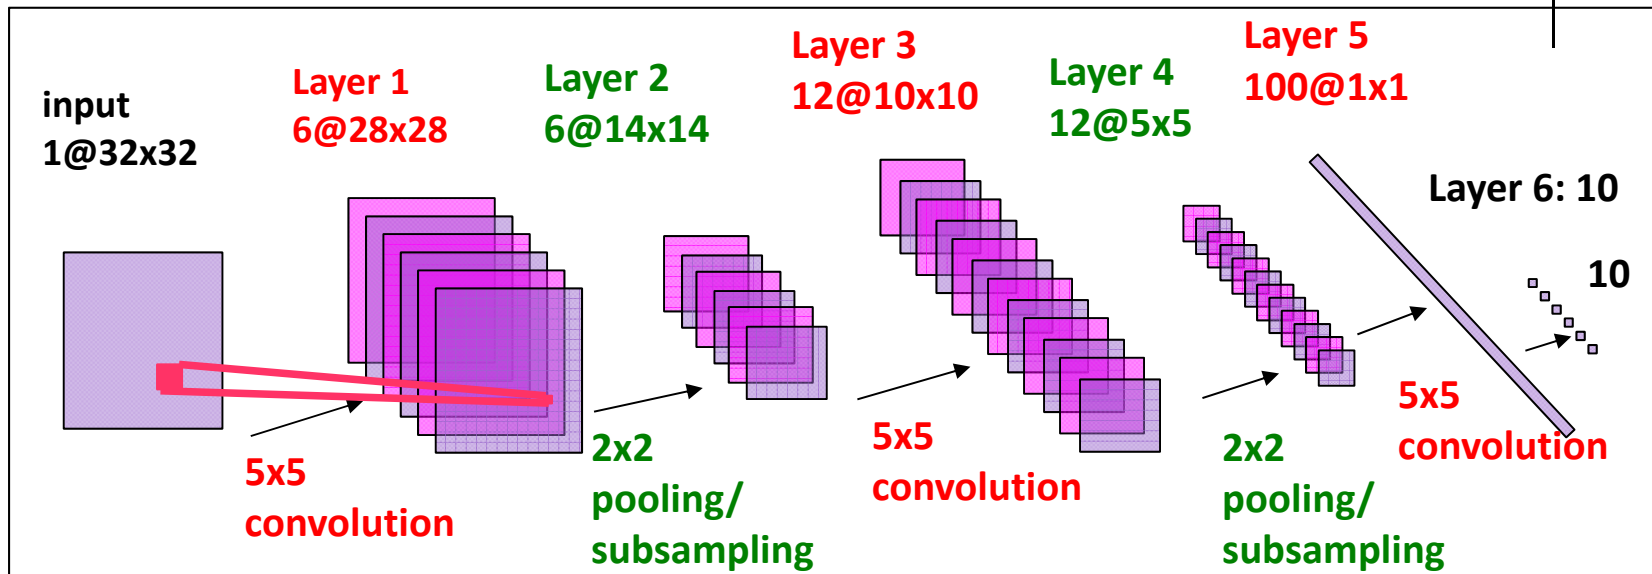 input
1@32x32
Layer 1
6@28x28
Layer 2
6@14x14
Layer 3
12@10x10
Layer 4
12@5x5
Layer 5
100@1x1
Layer 6: 10
10
5x5
convolution
2x2
pooling/
subsampling
5x5
convolution
2x2
pooling/
subsampling
5x5
convolution